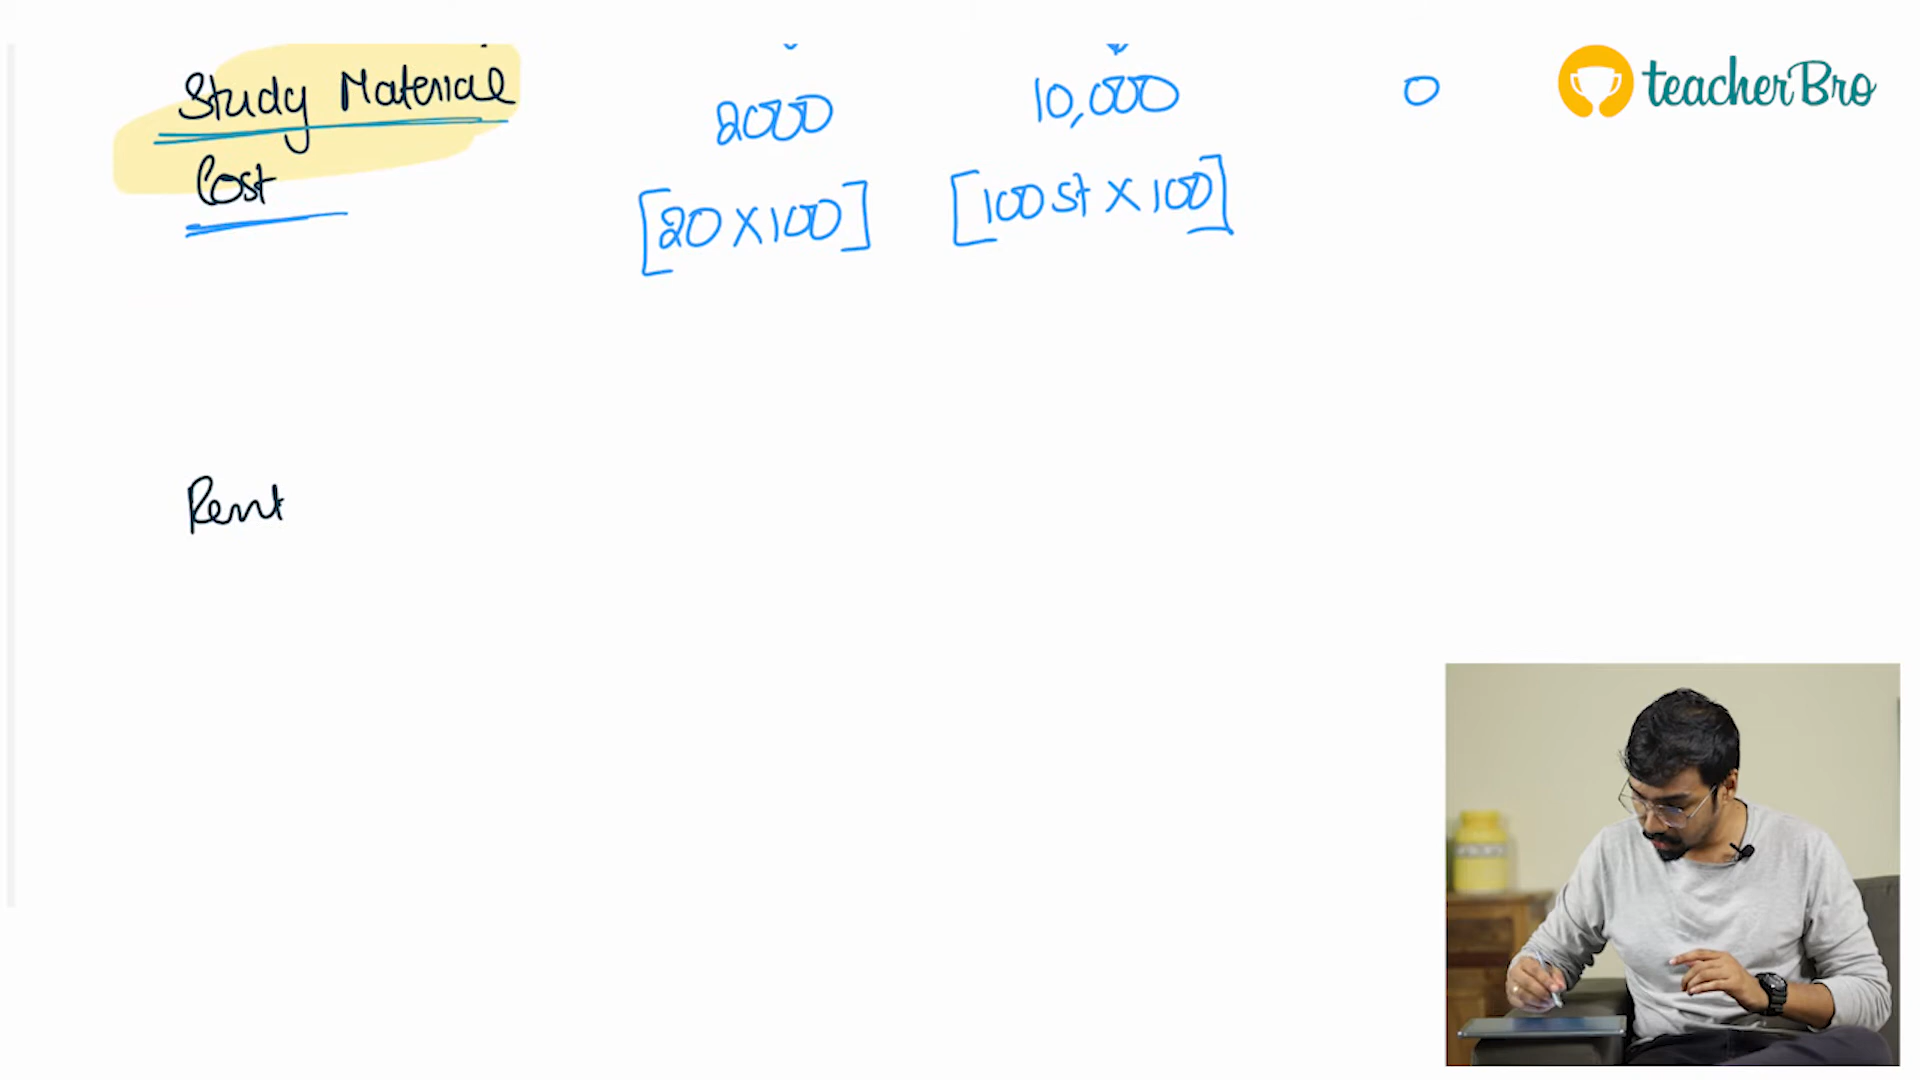 Study Material 2000 10,000 0
Cost [20 X 100] [100 St X 100]
Rent
teacherBro